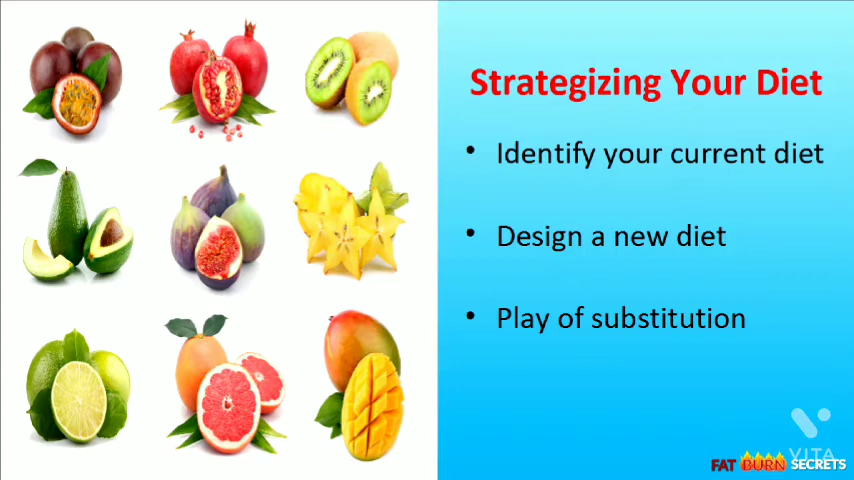 Strategizing Your Diet
• Identify your current diet
• Design a new diet
• Play of substitution
VITA
FAT BURN SECRETS